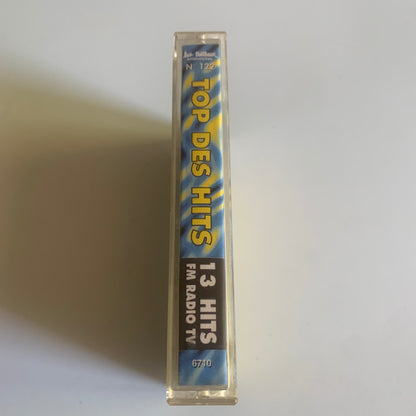 N 122
TOP DES HITS
13 HITS
FM RADIO TV
6710